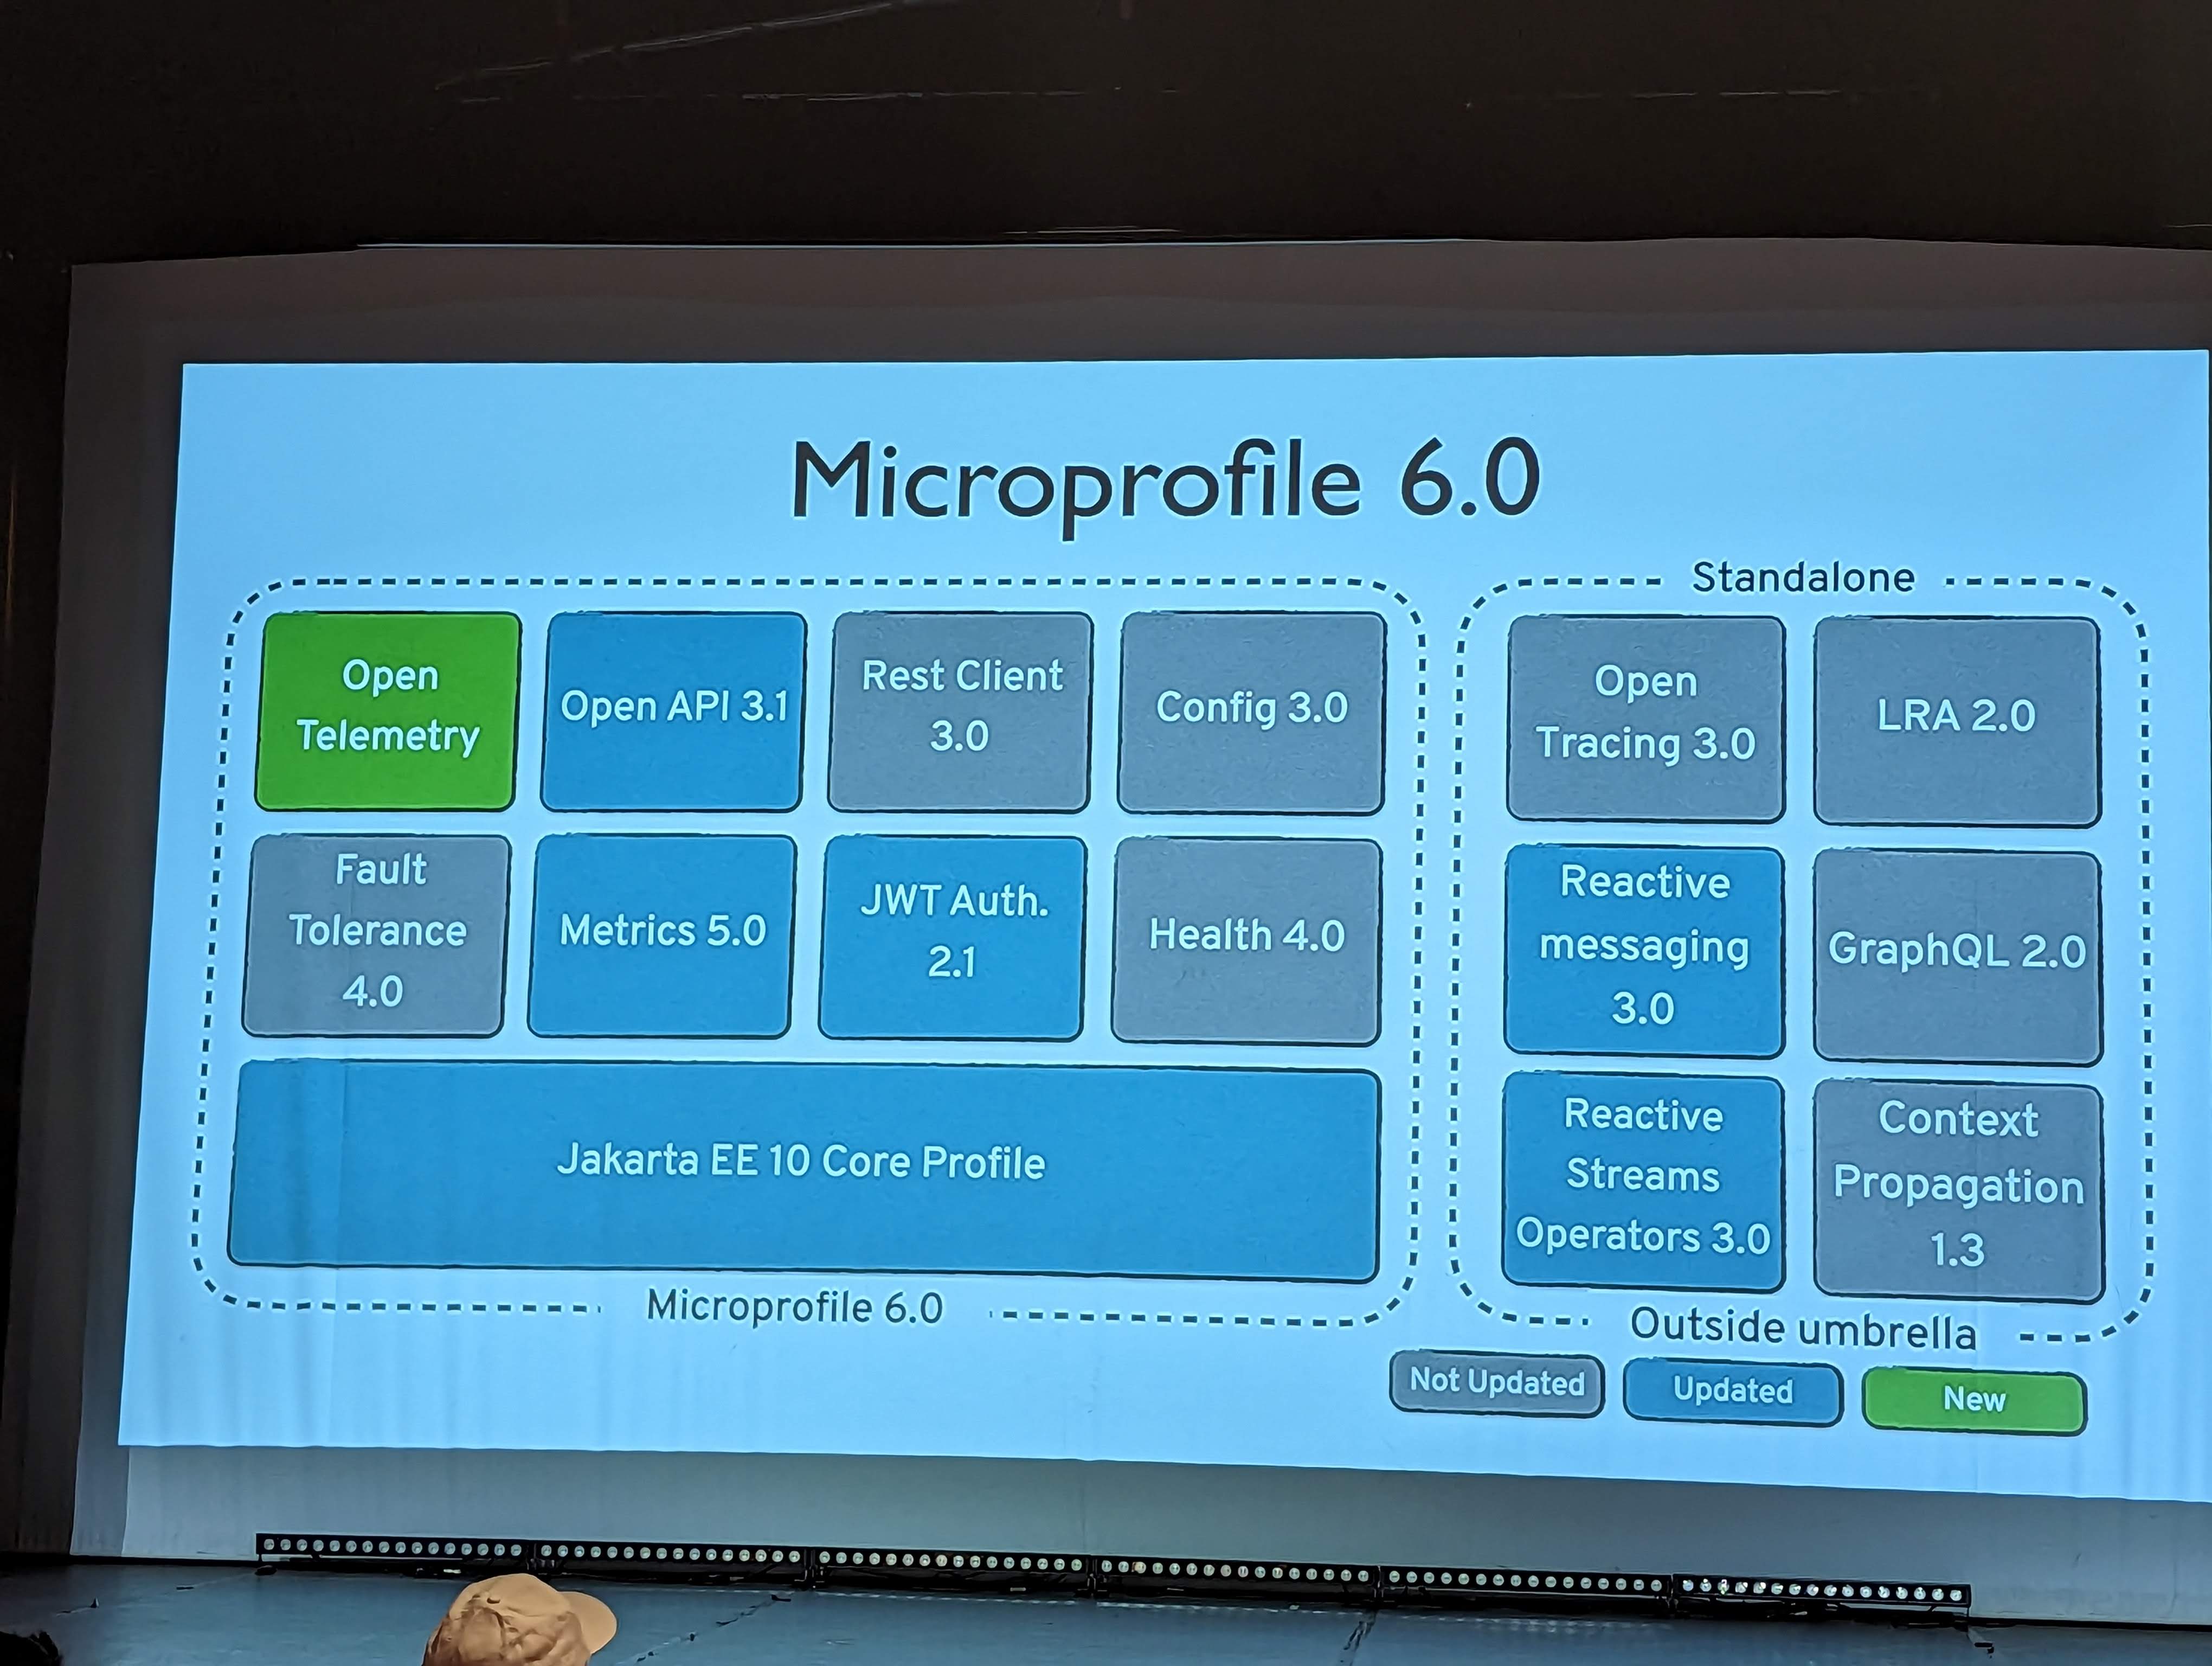 Microprofile 6.0
Open
Telemetry
Open API 3.1
Rest Client
3.0
Config 3.0
Fault
Tolerance
4.0
Metrics 5.0
JWT Auth.
2.1
Health 4.0
Jakarta EE 10 Core Profile
Microprofile 6.0
Standalone
Open
Tracing 3.0
LRA 2.0
Reactive
messaging
3.0
GraphQL 2.0
Reactive
Streams
Operators 3.0
Context
Propagation
1.3
Outside umbrella
Not Updated
Updated
New